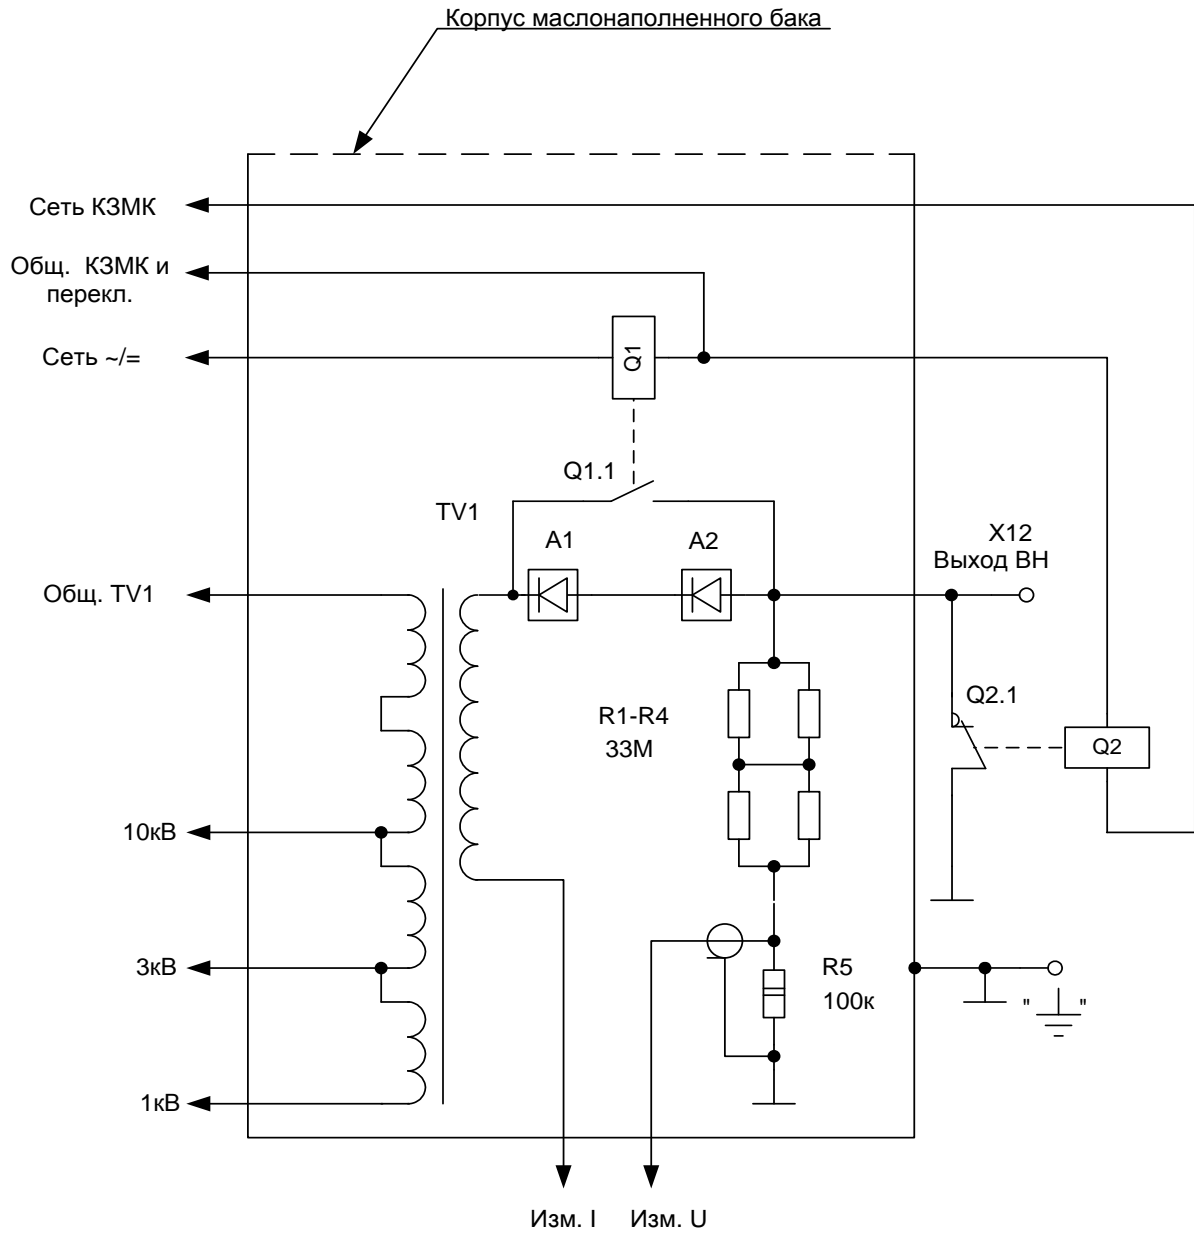 Корпус маслонаполненного бака
Сеть КЗМК
Общ. КЗМК и
перекл.
Сеть ~/=
Q1
Q1.1
TV1
A1
A2
X12
Выход ВН
Общ. TV1
R1-R4
33М
Q2.1
Q2
10кВ
3кВ
R5
100к
" "
1кВ
Изм. I
Изм. U